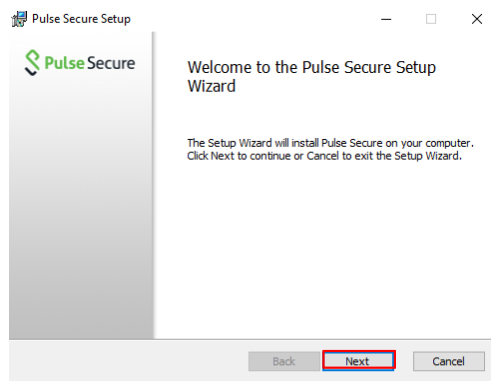 Pulse Secure Setup
Pulse Secure
Welcome to the Pulse Secure Setup
Wizard
The Setup Wizard will install Pulse Secure on your computer.
Click Next to continue or Cancel to exit the Setup Wizard.
Back Next Cancel